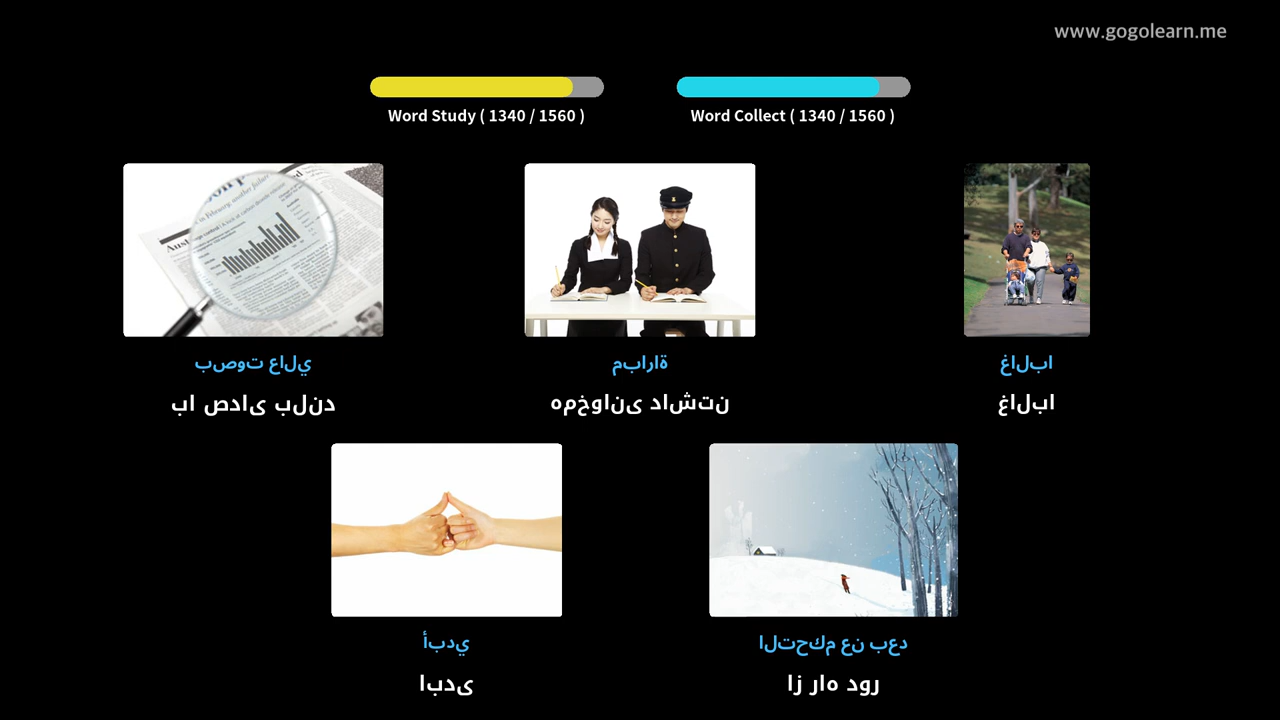 www.gogolearn.me
Word Study ( 1340 / 1560 )
Word Collect ( 1340 / 1560 )
بصوت عالي
با صدای بلند
مباراة
همخوانی داشتن
غالبا
غالبا
أبدي
ابدی
التحكم عن بعد
از راه دور